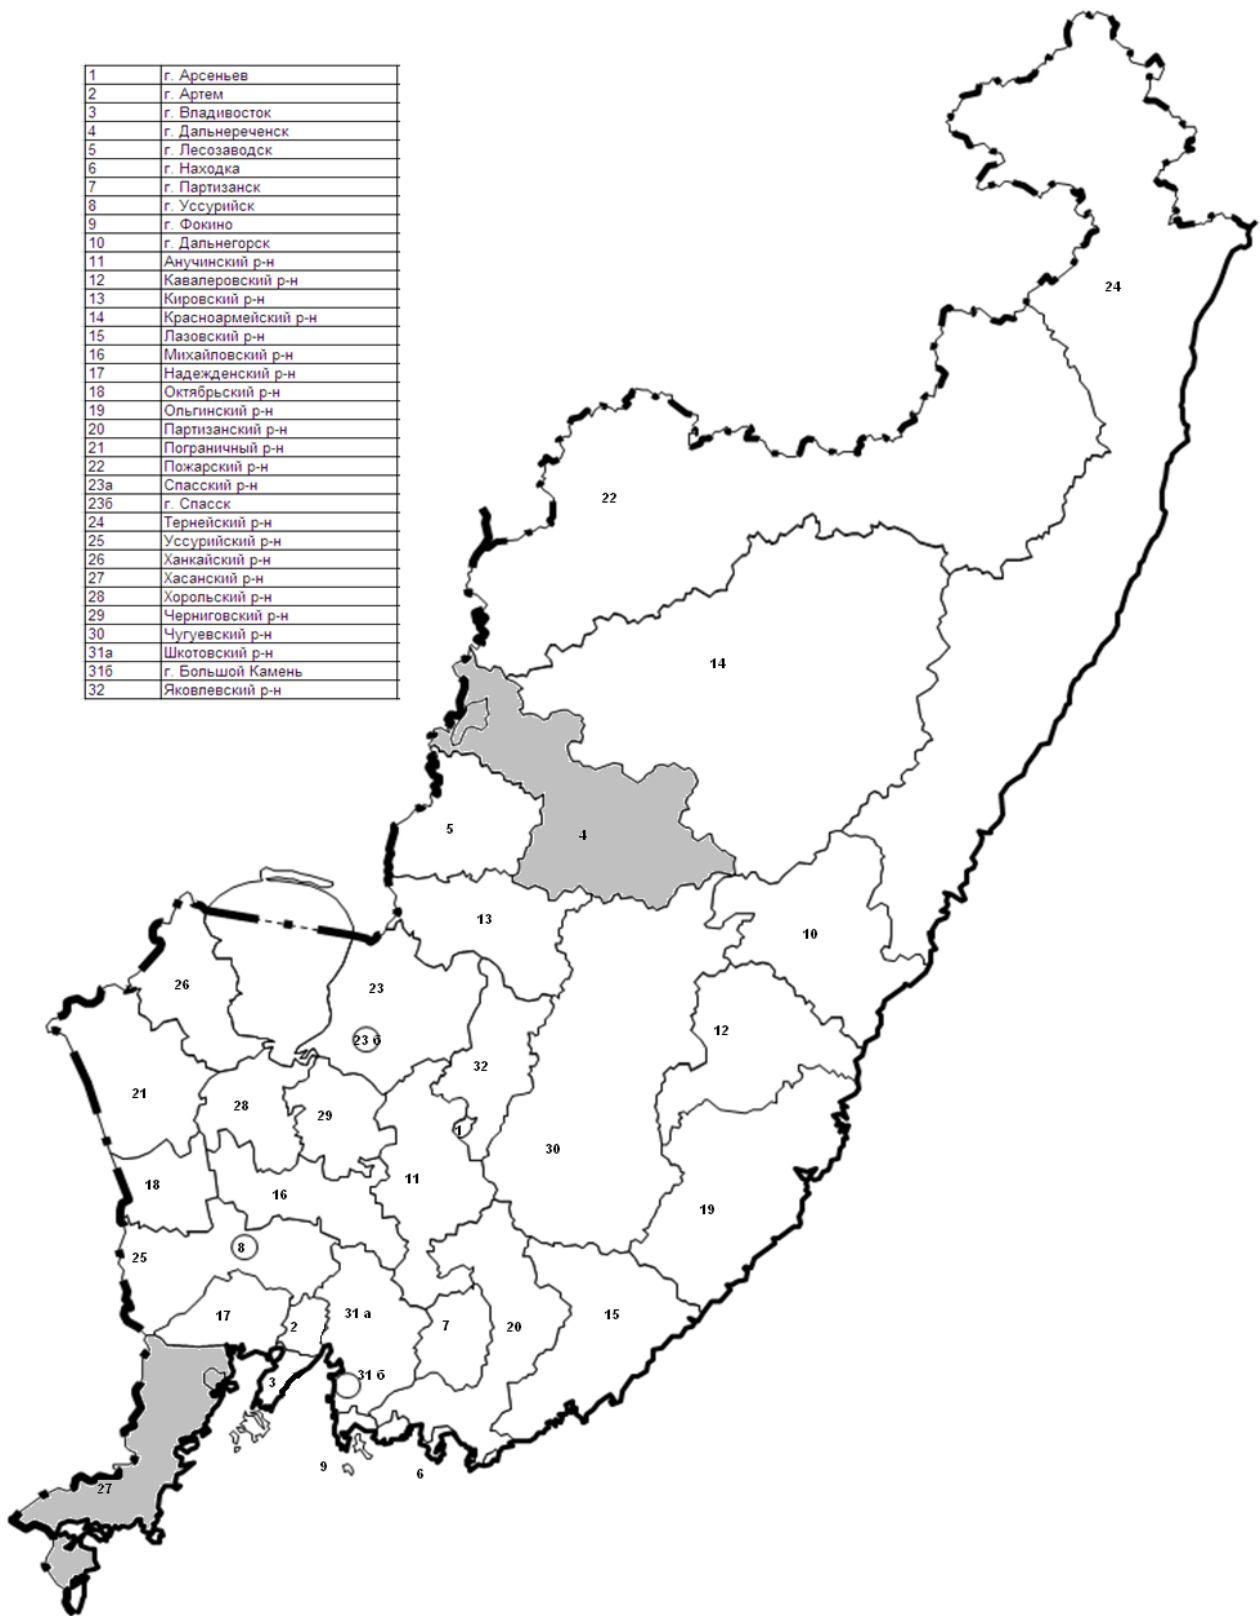 1 г. Арсеньев
2 г. Артем
3 г. Владивосток
4 г. Дальнереченск
5 г. Лесозаводск
6 г. Находка
7 г. Партизанск
8 г. Уссурийск
9 г. Фокино
10 г. Дальнегорск
11 Анучинский р-н
12 Кавалеровский р-н
13 Кировский р-н
14 Красноармейский р-н
15 Лазовский р-н
16 Михайловский р-н
17 Надежденский р-н
18 Октябрьский р-н
19 Ольгинский р-н
20 Партизанский р-н
21 Пограничный р-н
22 Пожарский р-н
23а Спасский р-н
23б г. Спасск
24 Тернейский р-н
25 Уссурийский р-н
26 Ханкайский р-н
27 Хасанский р-н
28 Хорольский р-н
29 Черниговский р-н
30 Чугуевский р-н
31а Шкотовский р-н
31б г. Большой Камень
32 Яковлевский р-н
24
22
14
5
4
13
10
26
23
12
23 б
32
21
28
29
1
30
11
18
16
19
8
25
17
2
31 а
7
20
15
3
31 б
9
6
27